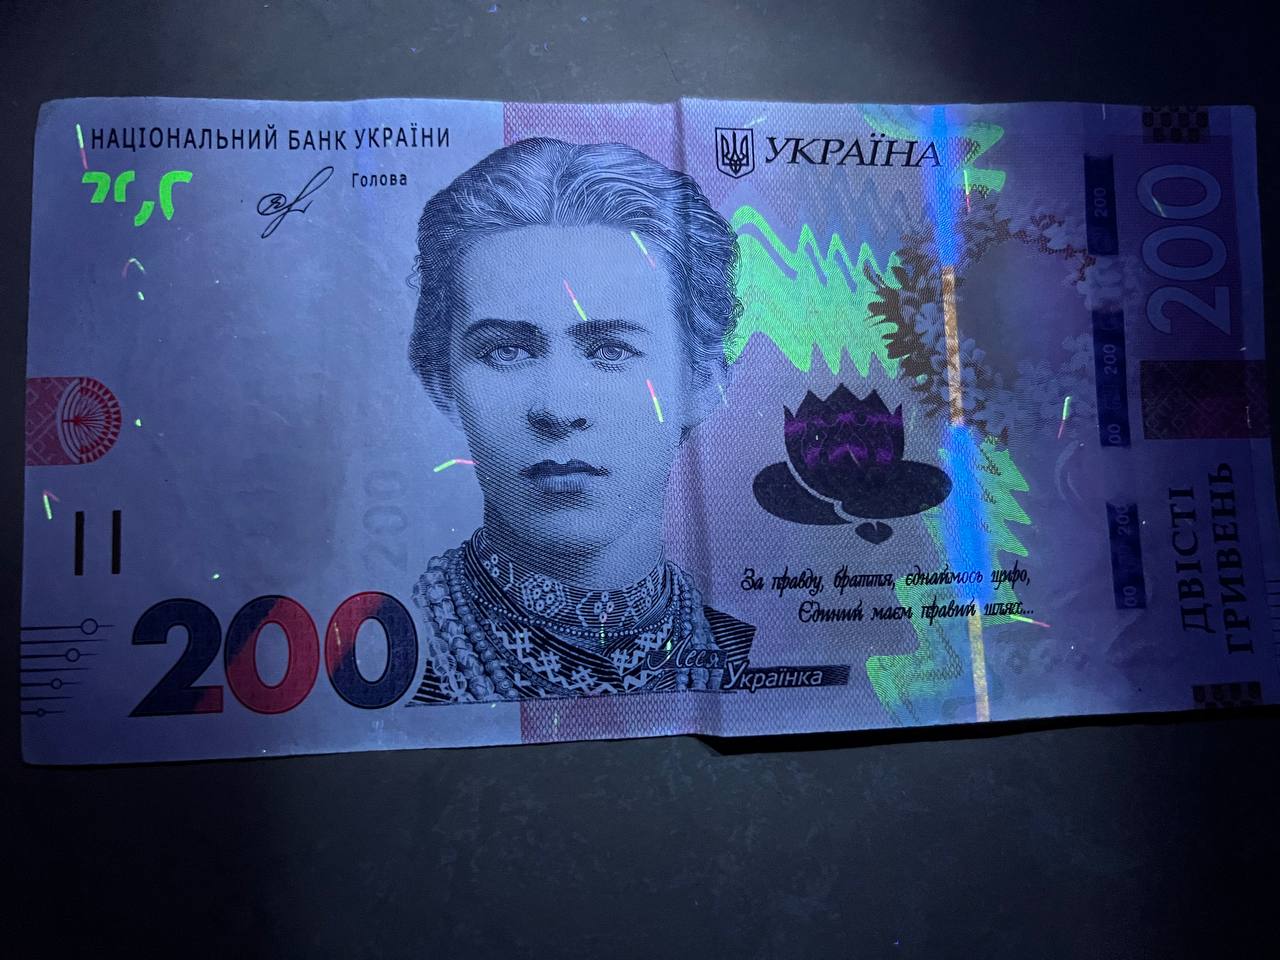 НАЦІОНАЛЬНИЙ БАНК УКРАЇНИ
Голова
УКРАЇНА
200
200
200
200
200
За правду, браття, єднаймось щиро,
Єдиний маєм правий шлях...
Леся
Українка
200
ДВІСТІ
ГРИВЕНЬ